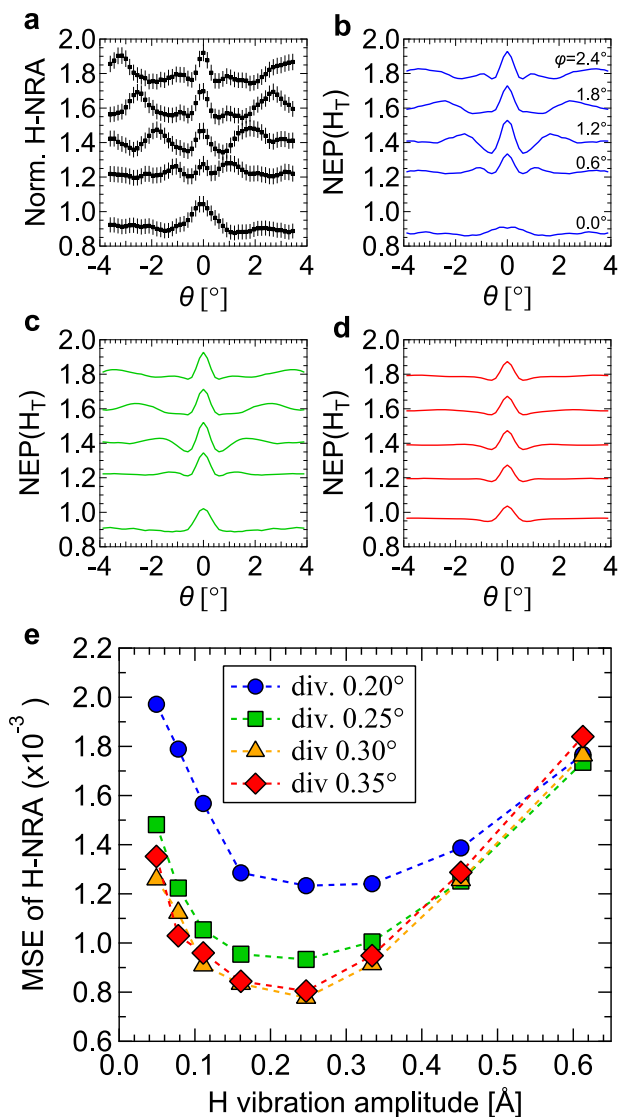 a
b
2.0
1.8
1.6
1.4
1.2
1.0
0.8
Norm. H-NRA
-4 -2 0 2 4
θ [°]
2.0
1.8
1.6
1.4
1.2
1.0
0.8
NEP(H_T)
φ=2.4°
1.8°
1.2°
0.6°
0.0°
-4 -2 0 2 4
θ [°]
c
d
2.0
1.8
1.6
1.4
1.2
1.0
0.8
NEP(H_T)
-4 -2 0 2 4
θ [°]
2.0
1.8
1.6
1.4
1.2
1.0
0.8
NEP(H_T)
-4 -2 0 2 4
θ [°]
e
2.2
2.0
1.8
1.6
1.4
1.2
1.0
0.8
0.6
MSE of H-NRA (x10⁻³)
div. 0.20°
div. 0.25°
div 0.30°
div 0.35°
0.0 0.1 0.2 0.3 0.4 0.5 0.6
H vibration amplitude [Å]